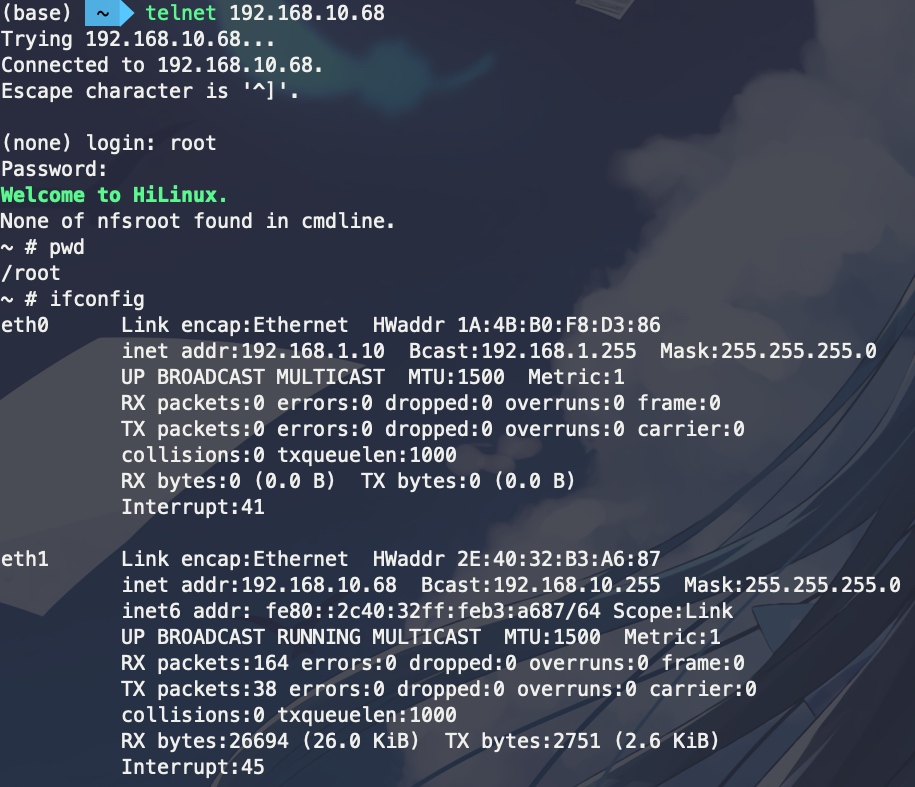 (base) ~ telnet 192.168.10.68
Trying 192.168.10.68...
Connected to 192.168.10.68.
Escape character is '^]'.
(none) login: root
Password:
Welcome to HiLinux.
None of nfsroot found in cmdline.
~ # pwd
/root
~ # ifconfig
eth0      Link encap:Ethernet  HWaddr 1A:4B:B0:F8:D3:86
          inet addr:192.168.1.10  Bcast:192.168.1.255  Mask:255.255.255.0
          UP BROADCAST MULTICAST  MTU:1500  Metric:1
          RX packets:0 errors:0 dropped:0 overruns:0 frame:0
          TX packets:0 errors:0 dropped:0 overruns:0 carrier:0
          collisions:0 txqueuelen:1000
          RX bytes:0 (0.0 B)  TX bytes:0 (0.0 B)
          Interrupt:41
eth1      Link encap:Ethernet  HWaddr 2E:40:32:B3:A6:87
          inet addr:192.168.10.68  Bcast:192.168.10.255  Mask:255.255.255.0
          inet6 addr: fe80::2c40:32ff:feb3:a687/64 Scope:Link
          UP BROADCAST RUNNING MULTICAST  MTU:1500  Metric:1
          RX packets:164 errors:0 dropped:0 overruns:0 frame:0
          TX packets:38 errors:0 dropped:0 overruns:0 carrier:0
          collisions:0 txqueuelen:1000
          RX bytes:26694 (26.0 KiB)  TX bytes:2751 (2.6 KiB)
          Interrupt:45